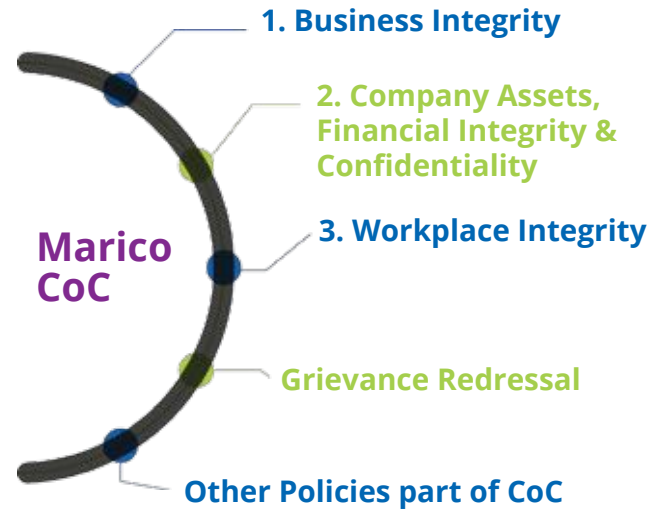 1. Business Integrity
2. Company Assets,
Financial Integrity &
Confidentiality
3. Workplace Integrity
Marico
CoC
Grievance Redressal
Other Policies part of CoC